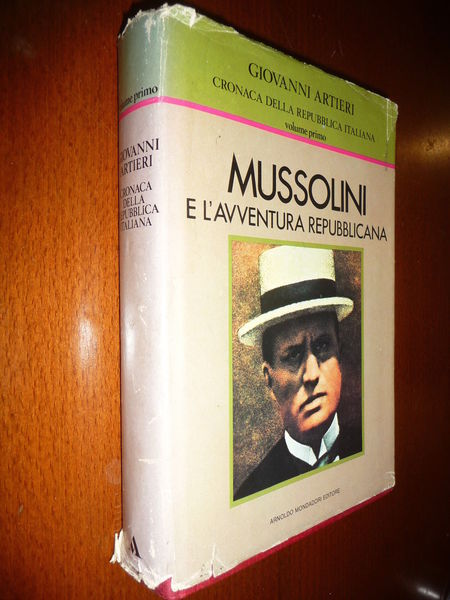 volume primo
GIOVANNI
ARTIERI
CRONACA
DELLA
REPUBBLICA
ITALIANA
GIOVANNI ARTIERI
CRONACA DELLA REPUBBLICA ITALIANA
volume primo
MUSSOLINI
E L'AVVENTURA REPUBBLICANA
ARNOLDO MONDADORI EDITORE